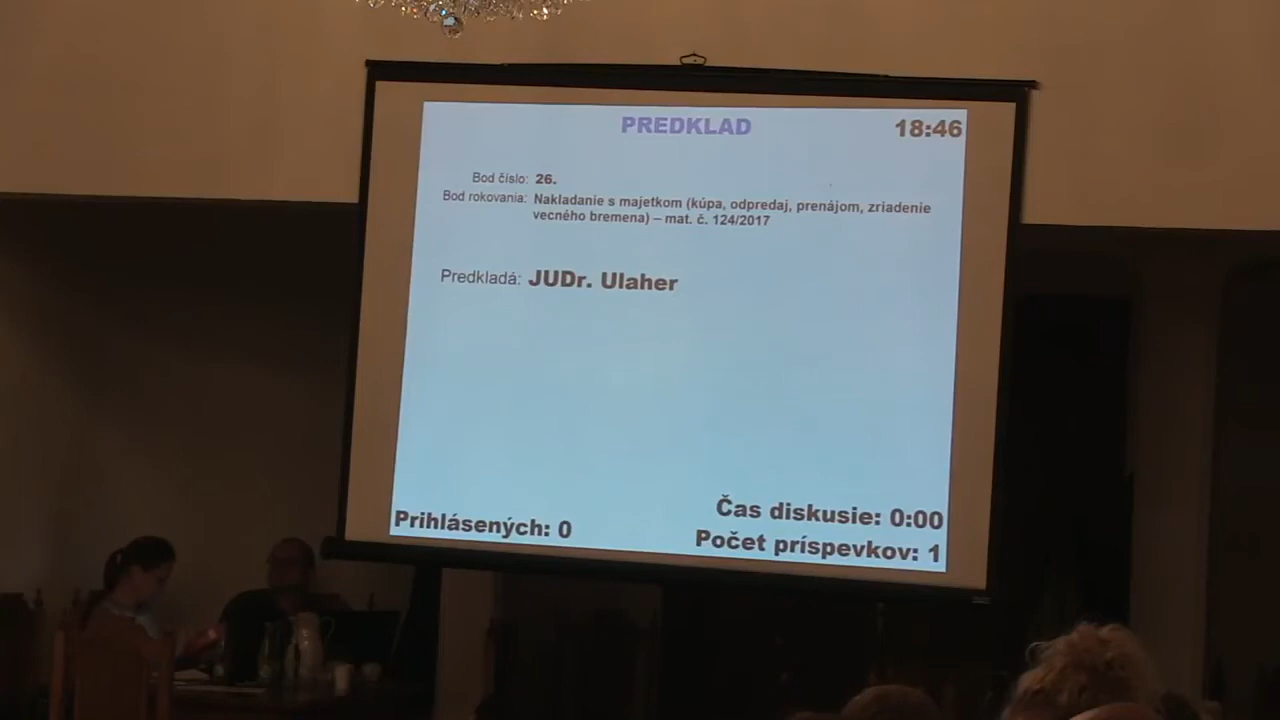 PREDKLAD
18:46
Bod číslo: 26.
Bod rokovania: Nakladanie s majetkom (kúpa, odpredaj, prenájom, zriadenie
vecného bremena) – mat. č. 124/2017
Predkladá: JUDr. Ulaher
Čas diskusie: 0:00
Prihlásených: 0
Počet príspevkov: 1